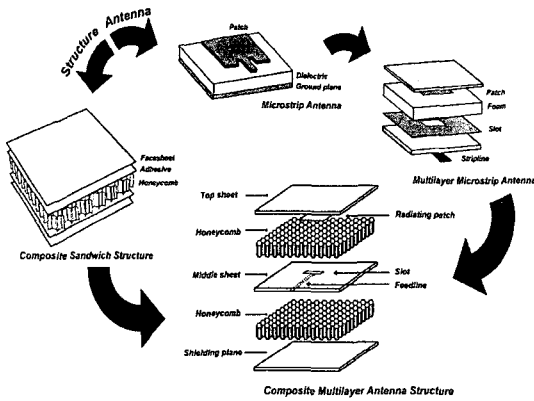 Structure Antenna
Patch
Dielectric
Ground plane
Microstrip Antenna
Patch
Foam
Slot
Stripline
Multilayer Microstrip Antenna
Facesheet
Adhesive
Honeycomb
Composite Sandwich Structure
Top sheet
Radiating patch
Honeycomb
Middle sheet
Slot
Feedline
Honeycomb
Shielding plane
Composite Multilayer Antenna Structure